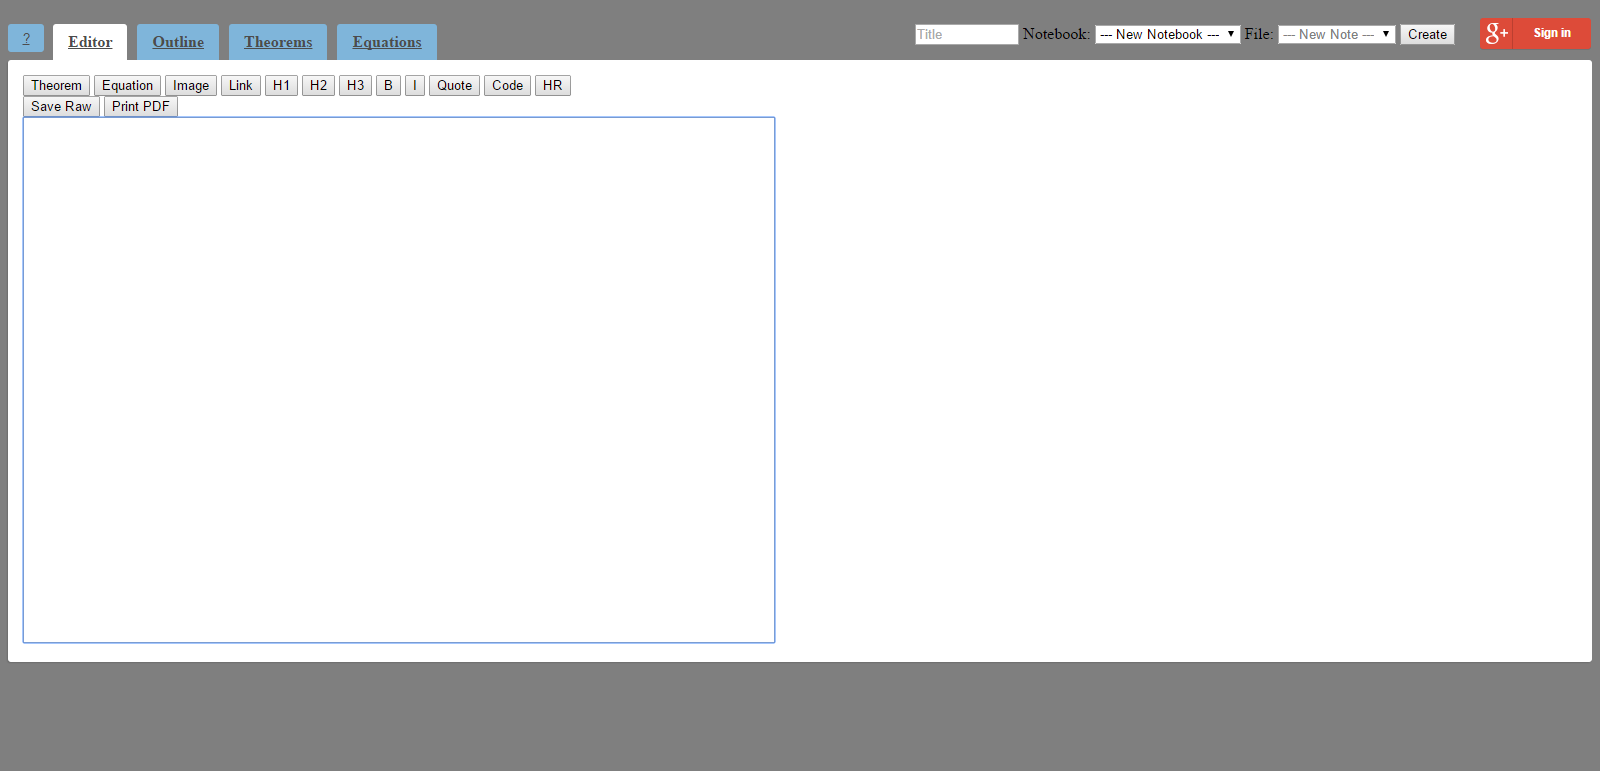 ? Editor Outline Theorems Equations Title Notebook: --- New Notebook --- File: --- New Note --- Create g+ Sign in
Theorem Equation Image Link H1 H2 H3 B I Quote Code HR
Save Raw Print PDF